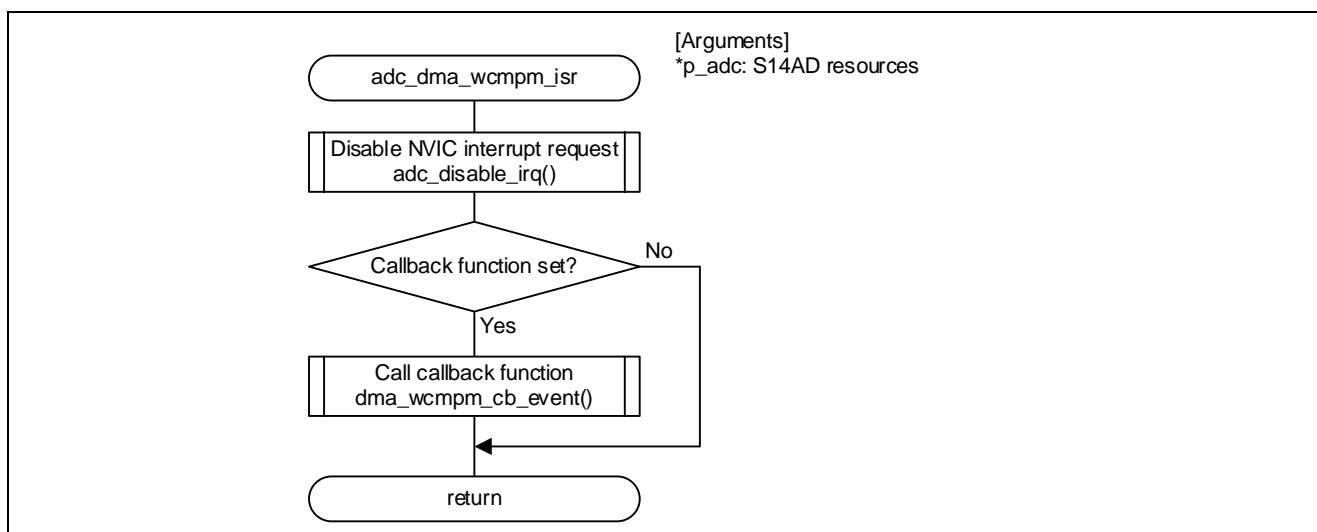 [Arguments]
*p_adc: S14AD resources
adc_dma_wcmpm_isr
Disable NVIC interrupt request
adc_disable_irq()
Callback function set?
No
Yes
Call callback function
dma_wcmpm_cb_event()
return